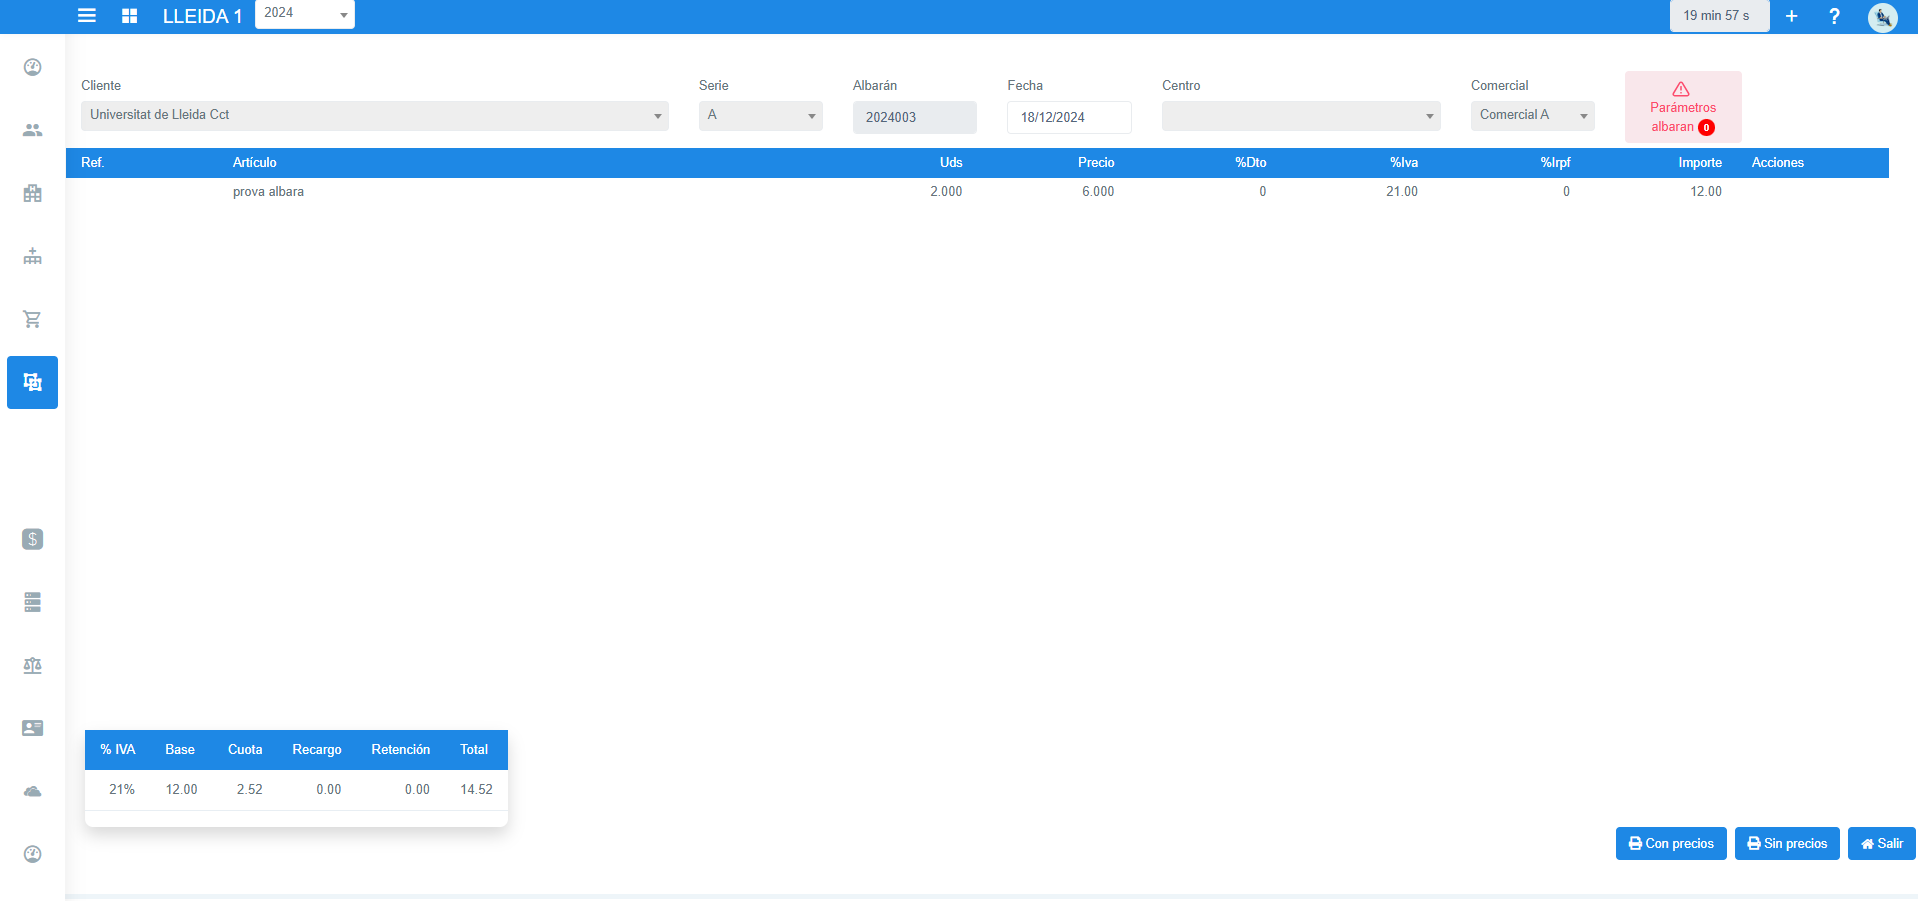 LLEIDA 1 2024 19 min 57 s + ?
Cliente Serie Albarán Fecha Centro Comercial
Universitat de Lleida Cct A 2024003 18/12/2024 Comercial A
Parámetros
albaran 0
Ref. Artículo Uds Precio %Dto %Iva %Irpf Importe Acciones
prova albara 2.000 6.000 0 21.00 0 12.00
$
% IVA Base Cuota Recargo Retención Total
21% 12.00 2.52 0.00 0.00 14.52
Con precios Sin precios Salir